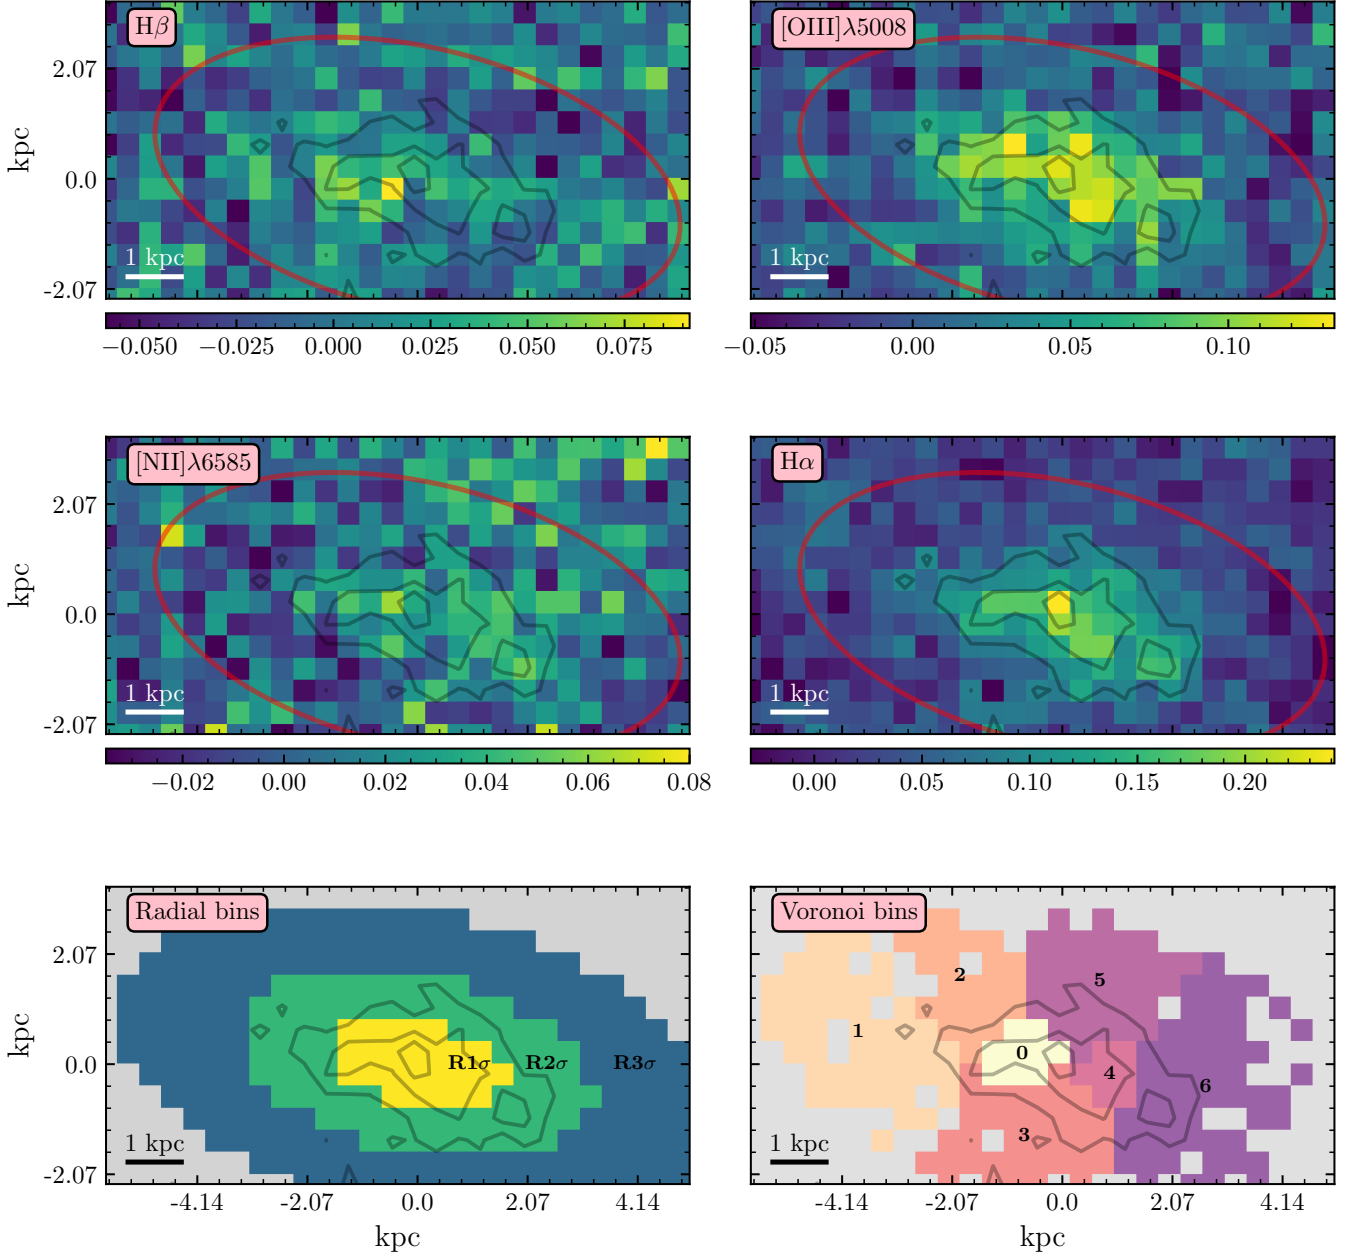 Hβ
[OIII]λ5008
kpc
2.07
0.0
-2.07
1 kpc
1 kpc
−0.050 −0.025 0.000 0.025 0.050 0.075
−0.05 0.00 0.05 0.10
[NII]λ6585
Hα
kpc
2.07
0.0
-2.07
1 kpc
1 kpc
−0.02 0.00 0.02 0.04 0.06 0.08
0.00 0.05 0.10 0.15 0.20
Radial bins
Voronoi bins
kpc
2.07
0.0
-2.07
R1σ R2σ R3σ
1 kpc
2
5
1
0
4
6
3
1 kpc
-4.14 -2.07 0.0 2.07 4.14
-4.14 -2.07 0.0 2.07 4.14
kpc
kpc